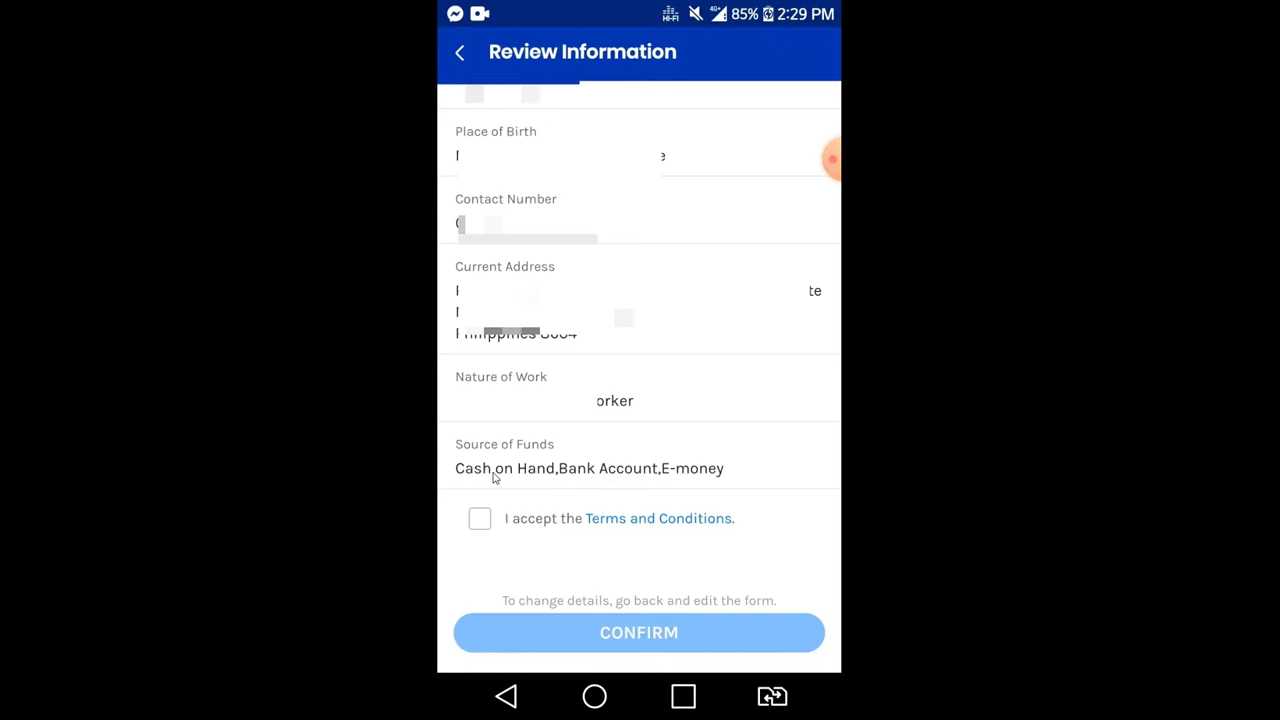 85% 2:29 PM
Review Information
Place of Birth
Contact Number
Current Address
Philippines
Nature of Work
Source of Funds
Cash on Hand,Bank Account,E-money
I accept the Terms and Conditions.
To change details, go back and edit the form.
CONFIRM